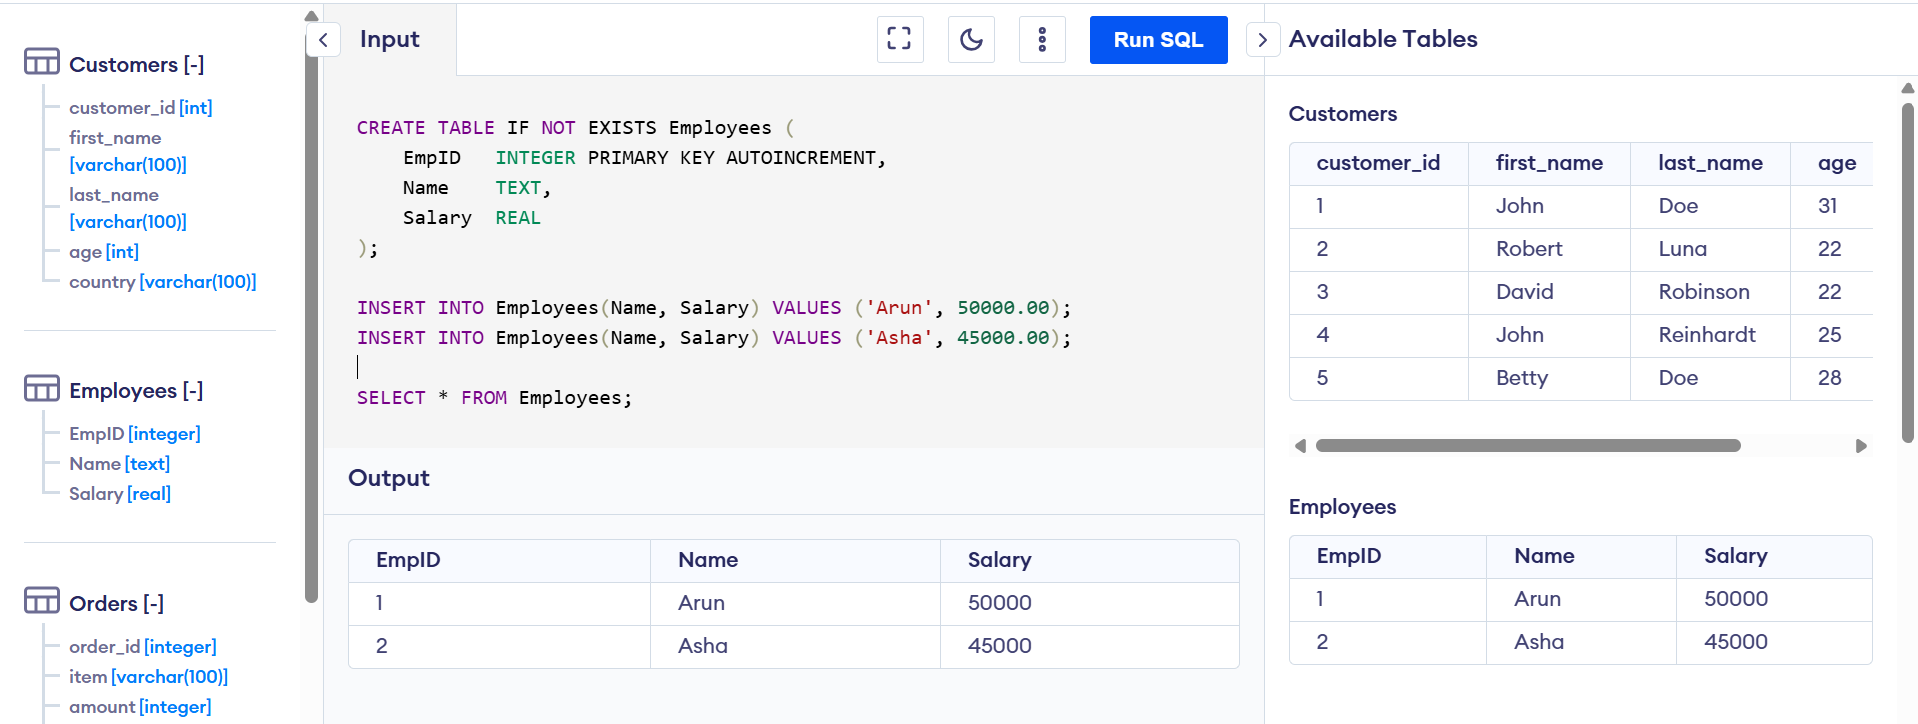 Customers [-]
customer_id [int]
first_name
[varchar(100)]
last_name
[varchar(100)]
age [int]
country [varchar(100)]
Employees [-]
EmpID [integer]
Name [text]
Salary [real]
Orders [-]
order_id [integer]
item [varchar(100)]
amount [integer]
Input
Run SQL
CREATE TABLE IF NOT EXISTS Employees (
    EmpID   INTEGER PRIMARY KEY AUTOINCREMENT,
    Name    TEXT,
    Salary  REAL
);
INSERT INTO Employees(Name, Salary) VALUES ('Arun', 50000.00);
INSERT INTO Employees(Name, Salary) VALUES ('Asha', 45000.00);
SELECT * FROM Employees;
Output
EmpID Name Salary
1 Arun 50000
2 Asha 45000
Available Tables
Customers
customer_id first_name last_name age
1 John Doe 31
2 Robert Luna 22
3 David Robinson 22
4 John Reinhardt 25
5 Betty Doe 28
Employees
EmpID Name Salary
1 Arun 50000
2 Asha 45000